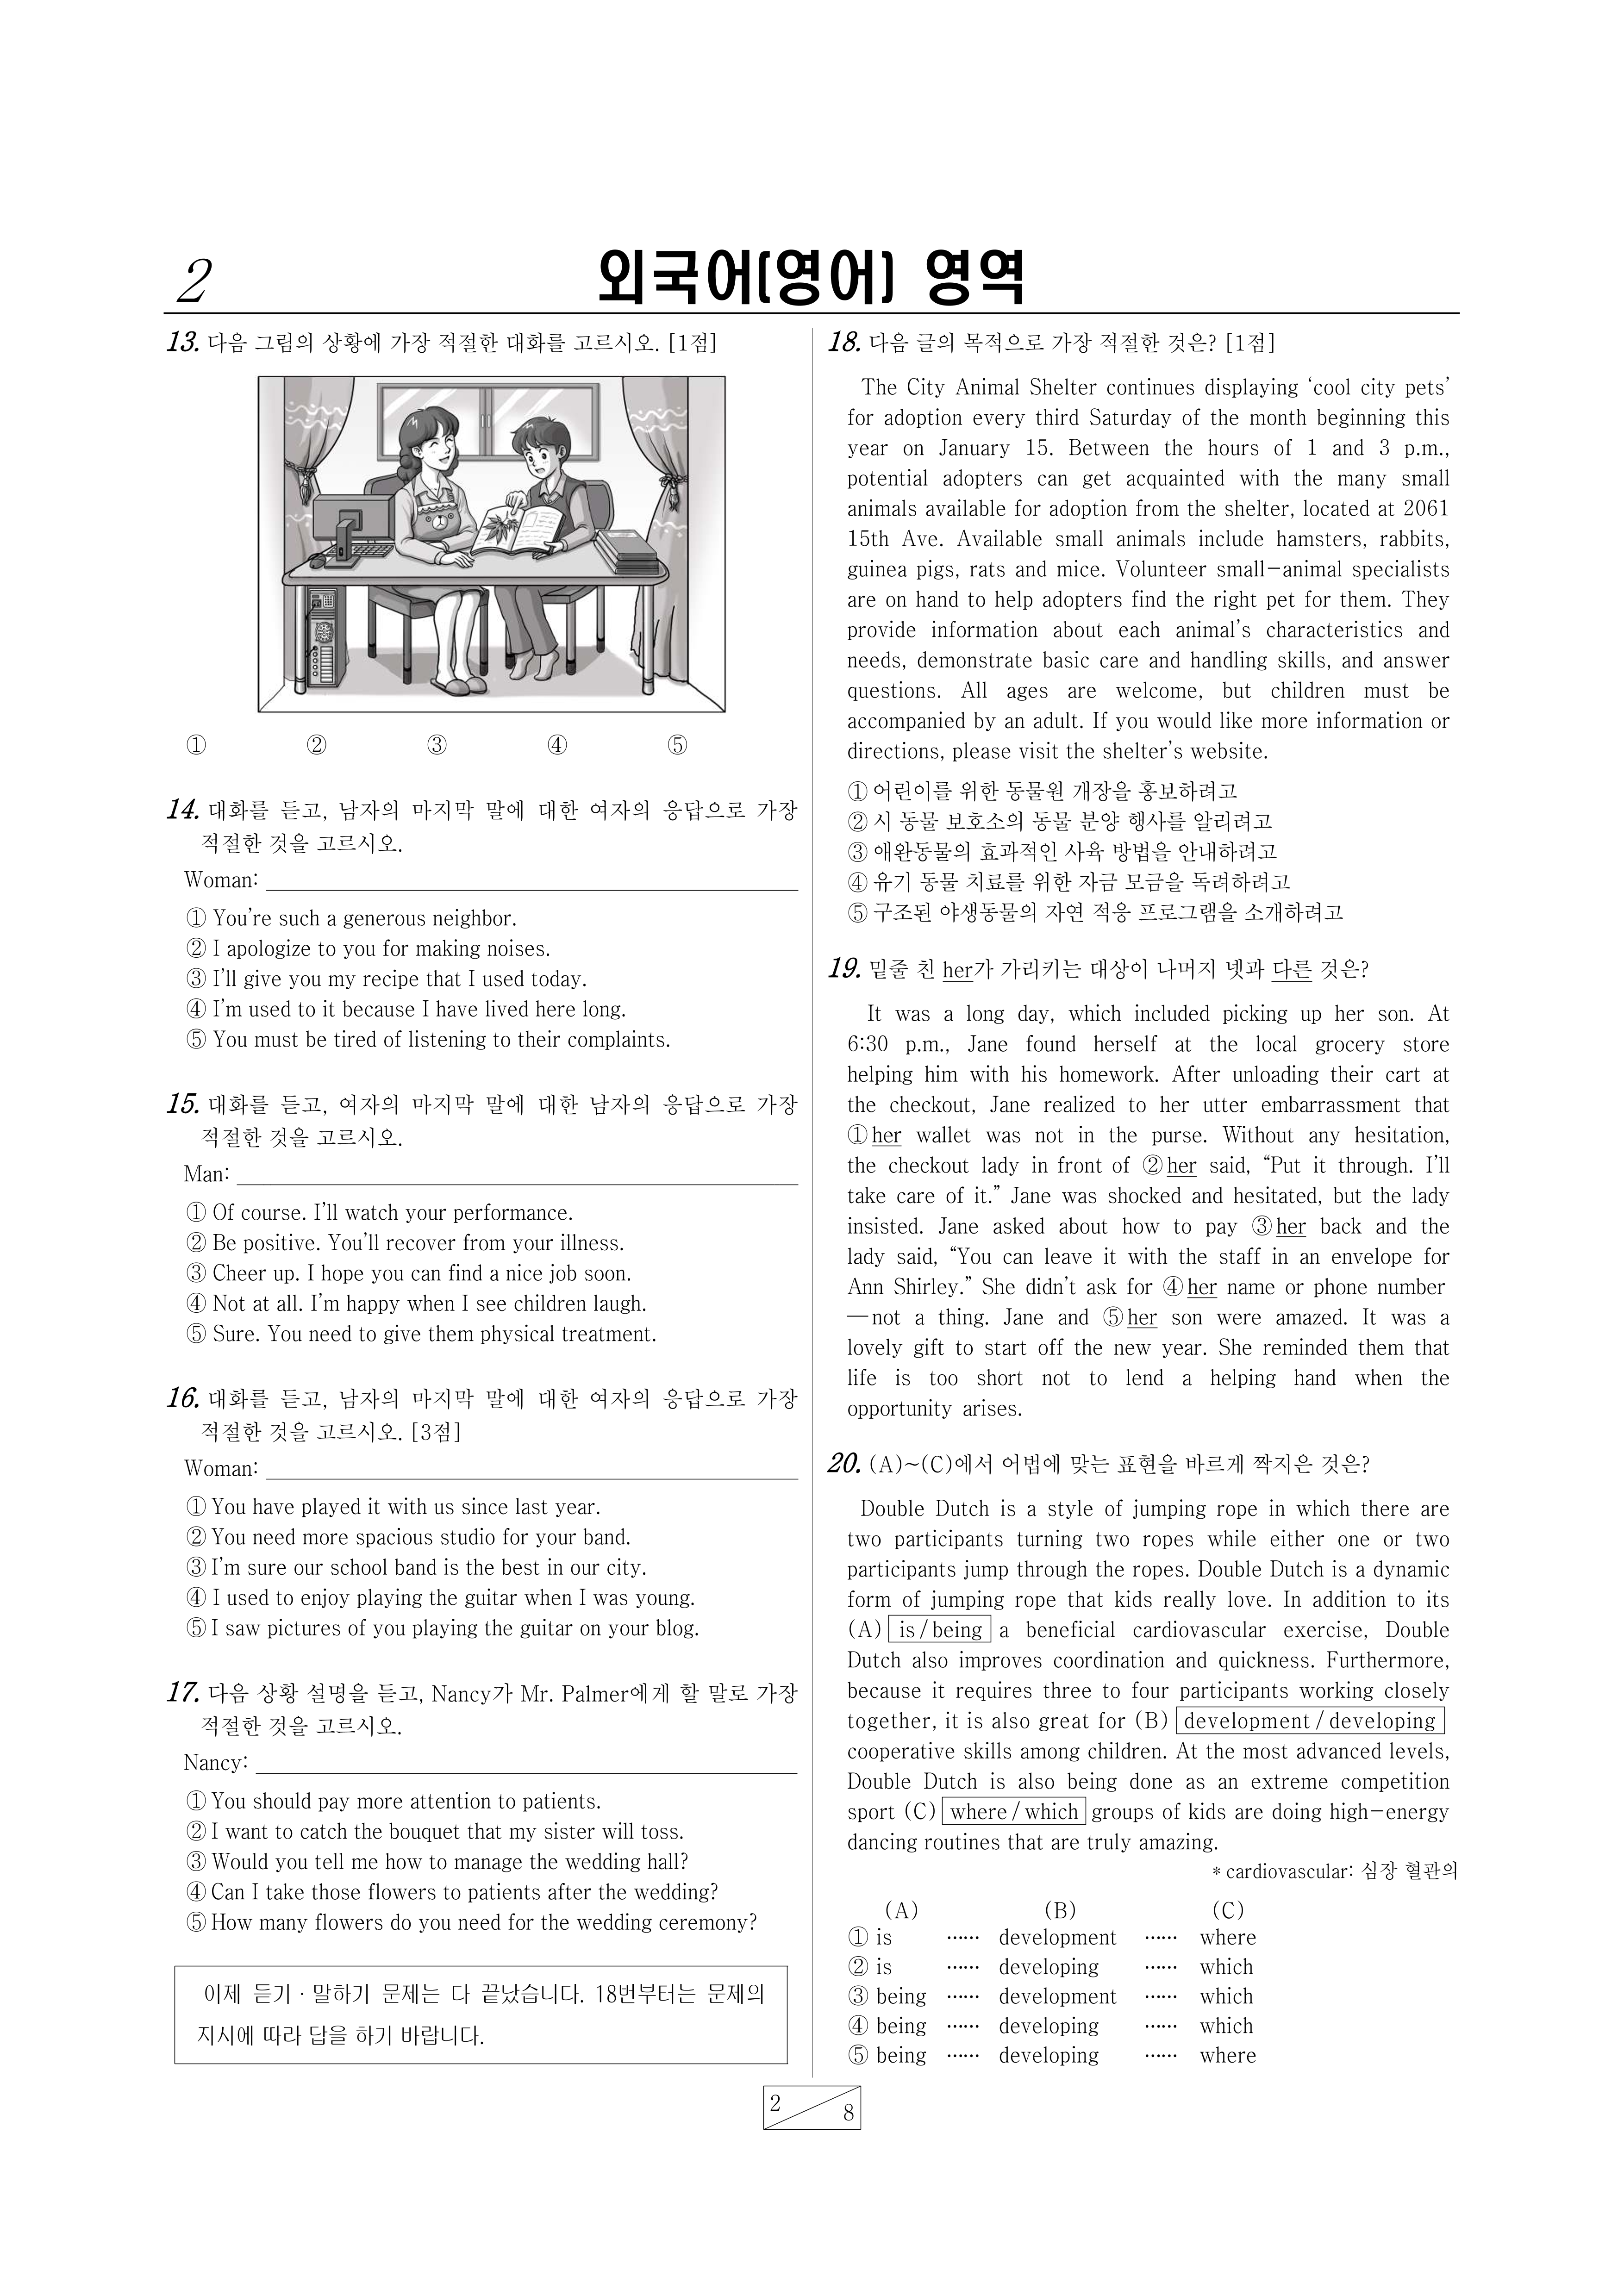 2
외국어(영어) 영역
13. 다음 그림의 상황에 가장 적절한 대화를 고르시오. [1점]
① ② ③ ④ ⑤
14. 대화를 듣고, 남자의 마지막 말에 대한 여자의 응답으로 가장
적절한 것을 고르시오.
Woman:
① You’re such a generous neighbor.
② I apologize to you for making noises.
③ I’ll give you my recipe that I used today.
④ I’m used to it because I have lived here long.
⑤ You must be tired of listening to their complaints.
15. 대화를 듣고, 여자의 마지막 말에 대한 남자의 응답으로 가장
적절한 것을 고르시오.
Man:
① Of course. I’ll watch your performance.
② Be positive. You’ll recover from your illness.
③ Cheer up. I hope you can find a nice job soon.
④ Not at all. I’m happy when I see children laugh.
⑤ Sure. You need to give them physical treatment.
16. 대화를 듣고, 남자의 마지막 말에 대한 여자의 응답으로 가장
적절한 것을 고르시오. [3점]
Woman:
① You have played it with us since last year.
② You need more spacious studio for your band.
③ I’m sure our school band is the best in our city.
④ I used to enjoy playing the guitar when I was young.
⑤ I saw pictures of you playing the guitar on your blog.
17. 다음 상황 설명을 듣고, Nancy가 Mr. Palmer에게 할 말로 가장
적절한 것을 고르시오.
Nancy:
① You should pay more attention to patients.
② I want to catch the bouquet that my sister will toss.
③ Would you tell me how to manage the wedding hall?
④ Can I take those flowers to patients after the wedding?
⑤ How many flowers do you need for the wedding ceremony?
이제 듣기 · 말하기 문제는 다 끝났습니다. 18번부터는 문제의
지시에 따라 답을 하기 바랍니다.
18. 다음 글의 목적으로 가장 적절한 것은? [1점]
The City Animal Shelter continues displaying ‘cool city pets’
for adoption every third Saturday of the month beginning this
year on January 15. Between the hours of 1 and 3 p.m.,
potential adopters can get acquainted with the many small
animals available for adoption from the shelter, located at 2061
15th Ave. Available small animals include hamsters, rabbits,
guinea pigs, rats and mice. Volunteer small-animal specialists
are on hand to help adopters find the right pet for them. They
provide information about each animal’s characteristics and
needs, demonstrate basic care and handling skills, and answer
questions. All ages are welcome, but children must be
accompanied by an adult. If you would like more information or
directions, please visit the shelter’s website.
① 어린이를 위한 동물원 개장을 홍보하려고
② 시 동물 보호소의 동물 분양 행사를 알리려고
③ 애완동물의 효과적인 사육 방법을 안내하려고
④ 유기 동물 치료를 위한 자금 모금을 독려하려고
⑤ 구조된 야생동물의 자연 적응 프로그램을 소개하려고
19. 밑줄 친 her가 가리키는 대상이 나머지 넷과 다른 것은?
It was a long day, which included picking up her son. At
6:30 p.m., Jane found herself at the local grocery store
helping him with his homework. After unloading their cart at
the checkout, Jane realized to her utter embarrassment that
① her wallet was not in the purse. Without any hesitation,
the checkout lady in front of ② her said, “Put it through. I’ll
take care of it.” Jane was shocked and hesitated, but the lady
insisted. Jane asked about how to pay ③ her back and the
lady said, “You can leave it with the staff in an envelope for
Ann Shirley.” She didn’t ask for ④ her name or phone number
—not a thing. Jane and ⑤ her son were amazed. It was a
lovely gift to start off the new year. She reminded them that
life is too short not to lend a helping hand when the
opportunity arises.
20. (A)~(C)에서 어법에 맞는 표현을 바르게 짝지은 것은?
Double Dutch is a style of jumping rope in which there are
two participants turning two ropes while either one or two
participants jump through the ropes. Double Dutch is a dynamic
form of jumping rope that kids really love. In addition to its
(A) is / being a beneficial cardiovascular exercise, Double
Dutch also improves coordination and quickness. Furthermore,
because it requires three to four participants working closely
together, it is also great for (B) development / developing
cooperative skills among children. At the most advanced levels,
Double Dutch is also being done as an extreme competition
sport (C) where / which groups of kids are doing high-energy
dancing routines that are truly amazing.
* cardiovascular: 심장 혈관의
(A) (B) (C)
① is ······ development ······ where
② is ······ developing ······ which
③ being ······ development ······ which
④ being ······ developing ······ which
⑤ being ······ developing ······ where
2
8